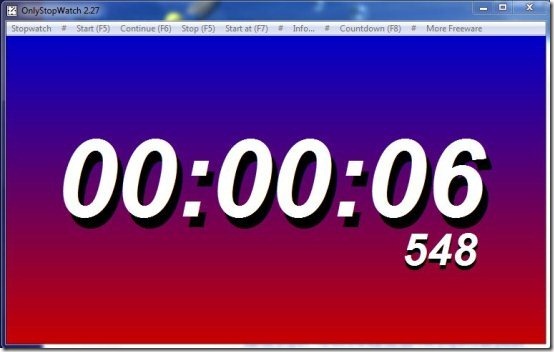 OnlyStopWatch 2.27
Stopwatch # Start (F5) Continue (F6) Stop (F5) Start at (F7) # Info... # Countdown (F8) # More Freeware
00:00:06
548